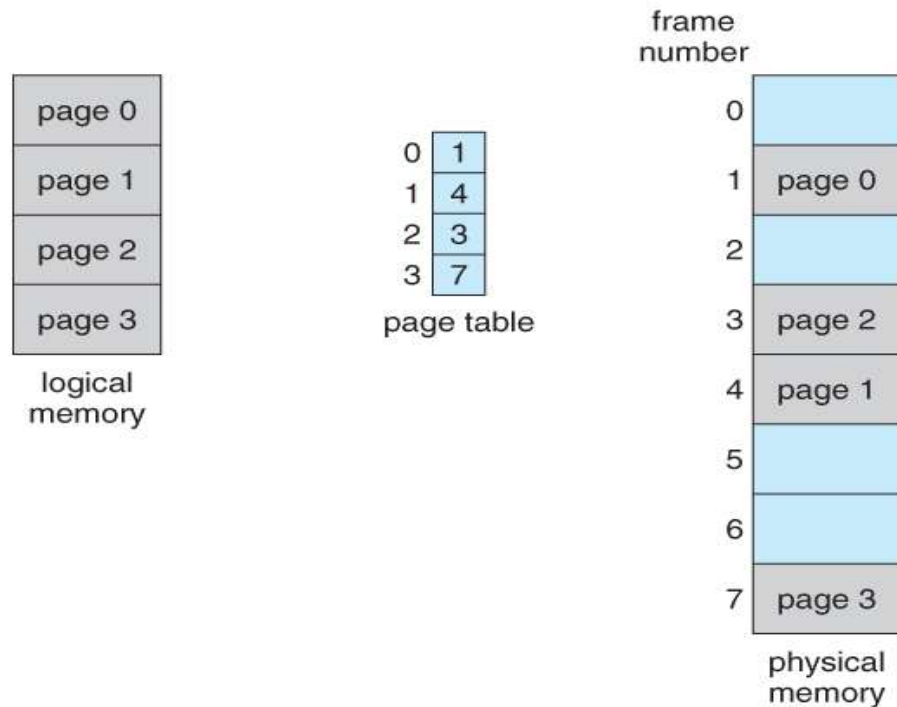 page 0
page 1
page 2
page 3
logical
memory
0 1
1 4
2 3
3 7
page table
frame
number
0
1 page 0
2
3 page 2
4 page 1
5
6
7 page 3
physical
memory